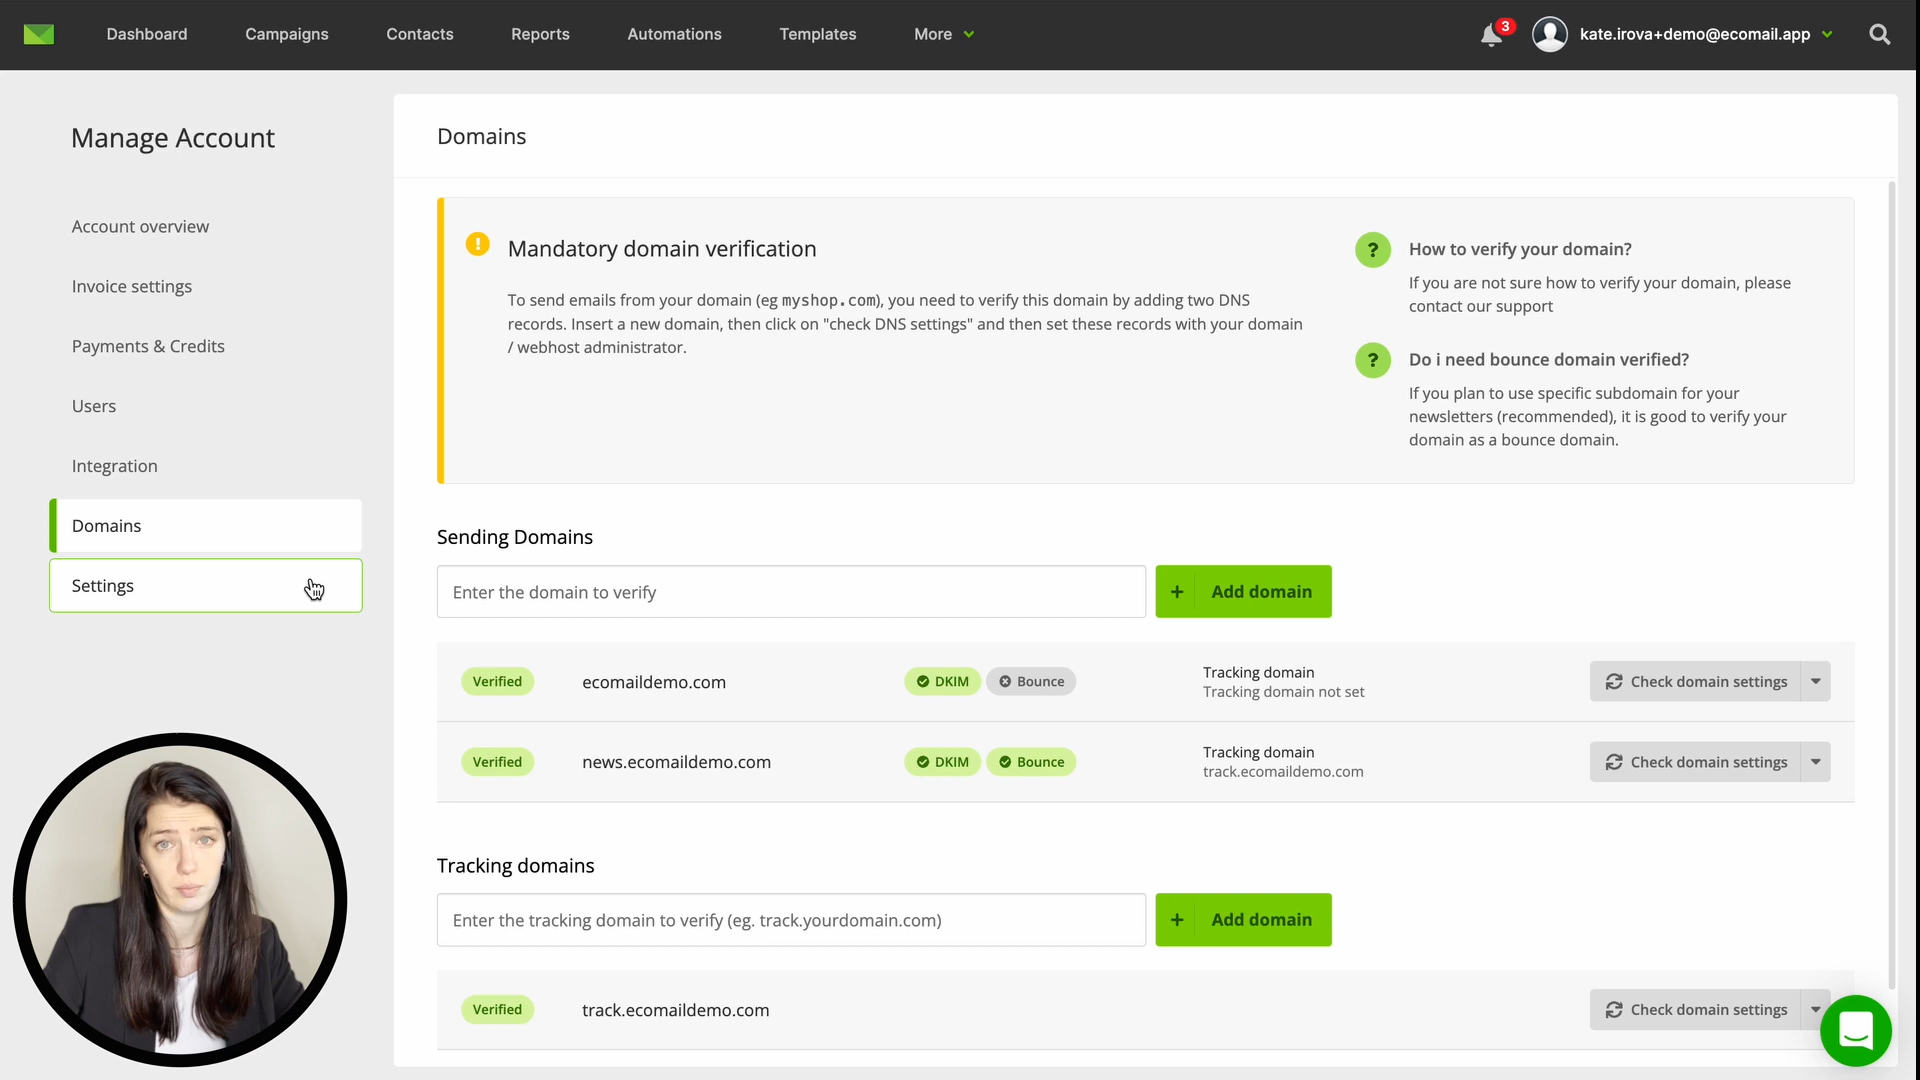 Dashboard
Campaigns
Contacts
Reports
Automations
Templates
More
3
kate.irova+demo@ecomail.app
Manage Account
Account overview
Invoice settings
Payments & Credits
Users
Integration
Domains
Settings
Domains
!
Mandatory domain verification
To send emails from your domain (eg myshop.com), you need to verify this domain by adding two DNS
records. Insert a new domain, then click on "check DNS settings" and then set these records with your domain
/ webhost administrator.
?
How to verify your domain?
If you are not sure how to verify your domain, please
contact our support
?
Do i need bounce domain verified?
If you plan to use specific subdomain for your
newsletters (recommended), it is good to verify your
domain as a bounce domain.
Sending Domains
Enter the domain to verify
+ Add domain
Verified
ecomaildemo.com
DKIM
Bounce
Tracking domain
Tracking domain not set
Check domain settings
Verified
news.ecomaildemo.com
DKIM
Bounce
Tracking domain
track.ecomaildemo.com
Check domain settings
Tracking domains
Enter the tracking domain to verify (eg. track.yourdomain.com)
+ Add domain
Verified
track.ecomaildemo.com
Check domain settings